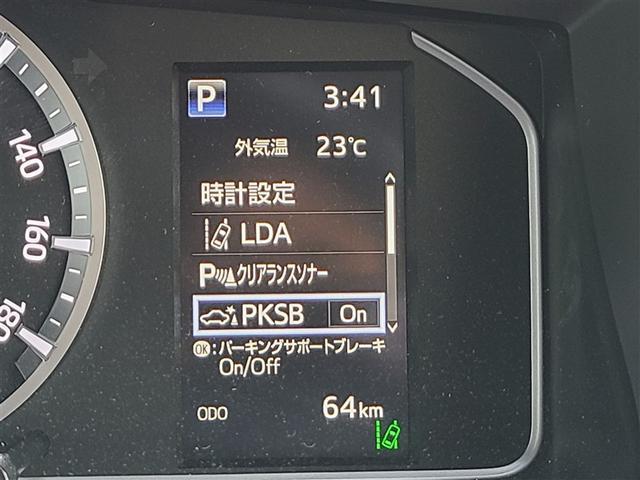 P 3:41
外気温 23℃
時計設定
LDA
P クリアランスソナー
PKSB On
OK:パーキングサポートブレーキ
On/Off
ODO 64km
140
160
180